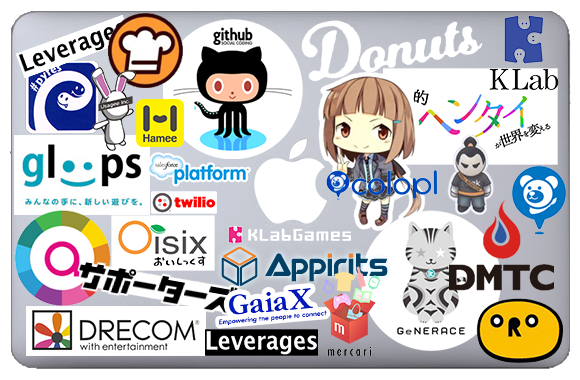 Leverages
github
SOCIAL CODING
Donuts
KLab
#pyfes
Usagee Inc.
Hamee
的
ヘンタイ
が世界を変える
gloops
みんなの手に、新しい遊びを。
salesforce
platform
twilio
colopl
Oisix
おいしっくす
KLabGames
サポーターズ
Appirits
DMTC
GaiaX
Empowering the people to connect
GeNERACE
DRECOM
with entertainment
Leverages
m
mercari